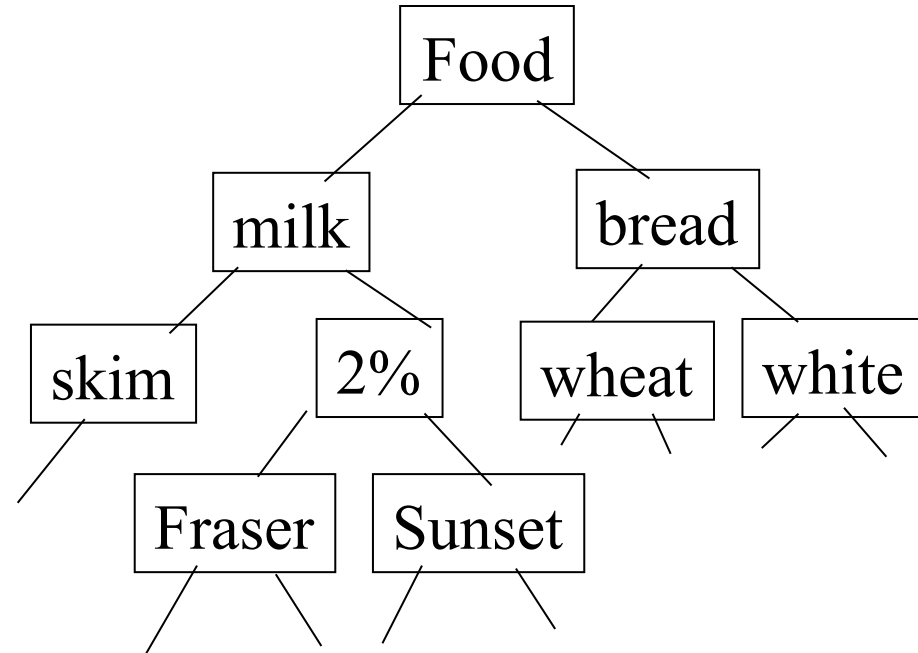 Food
milk
bread
skim
2%
wheat
white
Fraser
Sunset